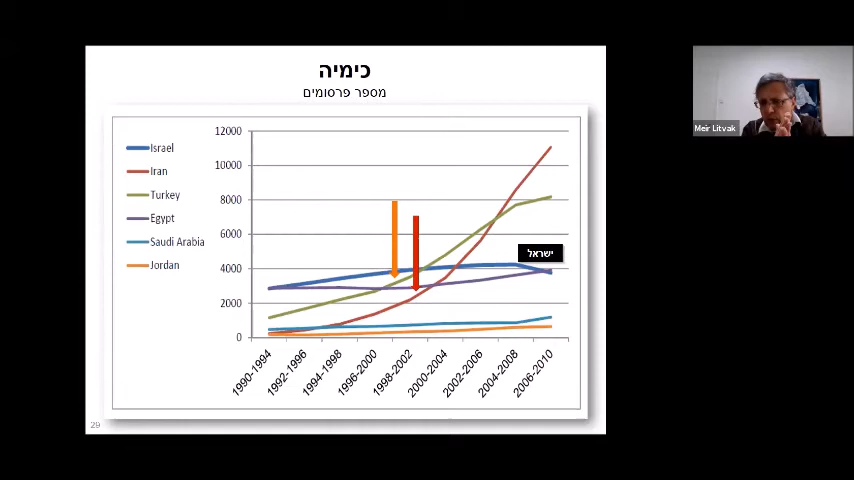 כימיה
מספר פרסומים
Israel
Iran
Turkey
Egypt
Saudi Arabia
Jordan
12000
10000
8000
6000
4000
2000
0
ישראל
1990-1994
1992-1996
1994-1998
1996-2000
1998-2002
2000-2004
2002-2006
2004-2008
2006-2010
29
Meir Litvak